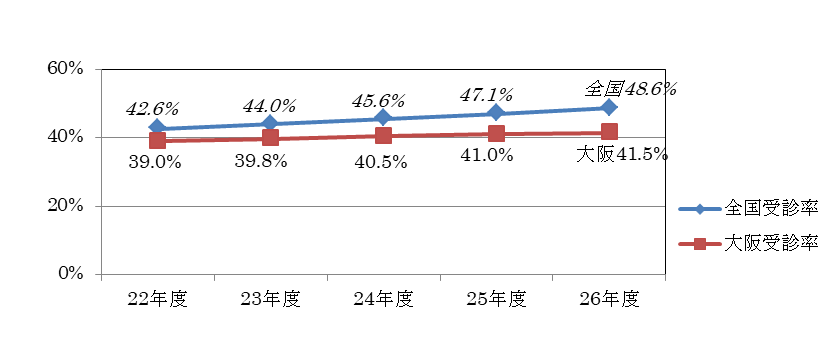 60%
40%
20%
0%
42.6%
44.0%
45.6%
47.1%
全国48.6%
39.0%
39.8%
40.5%
41.0%
大阪41.5%
22年度
23年度
24年度
25年度
26年度
全国受診率
大阪受診率